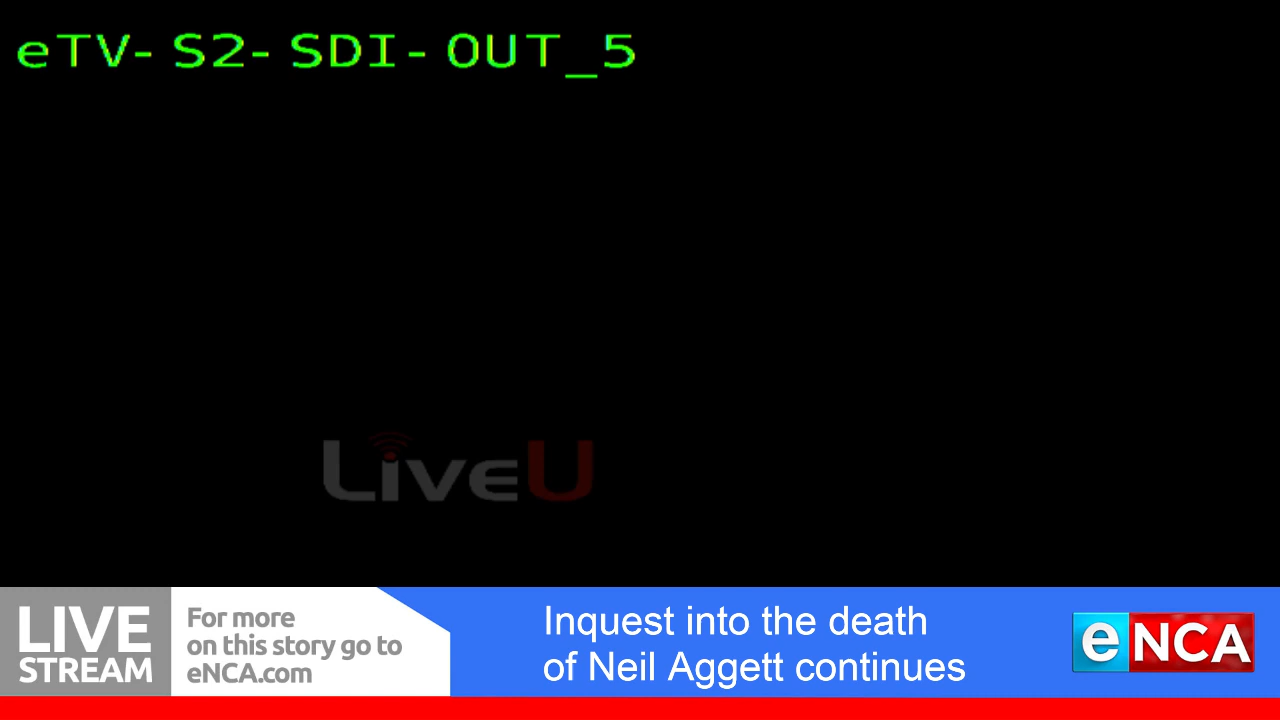 eTV- S2- SDI- OUT_5
LiveU
LIVE
STREAM
For more
on this story go to
eNCA.com
Inquest into the death
of Neil Aggett continues
eNCA